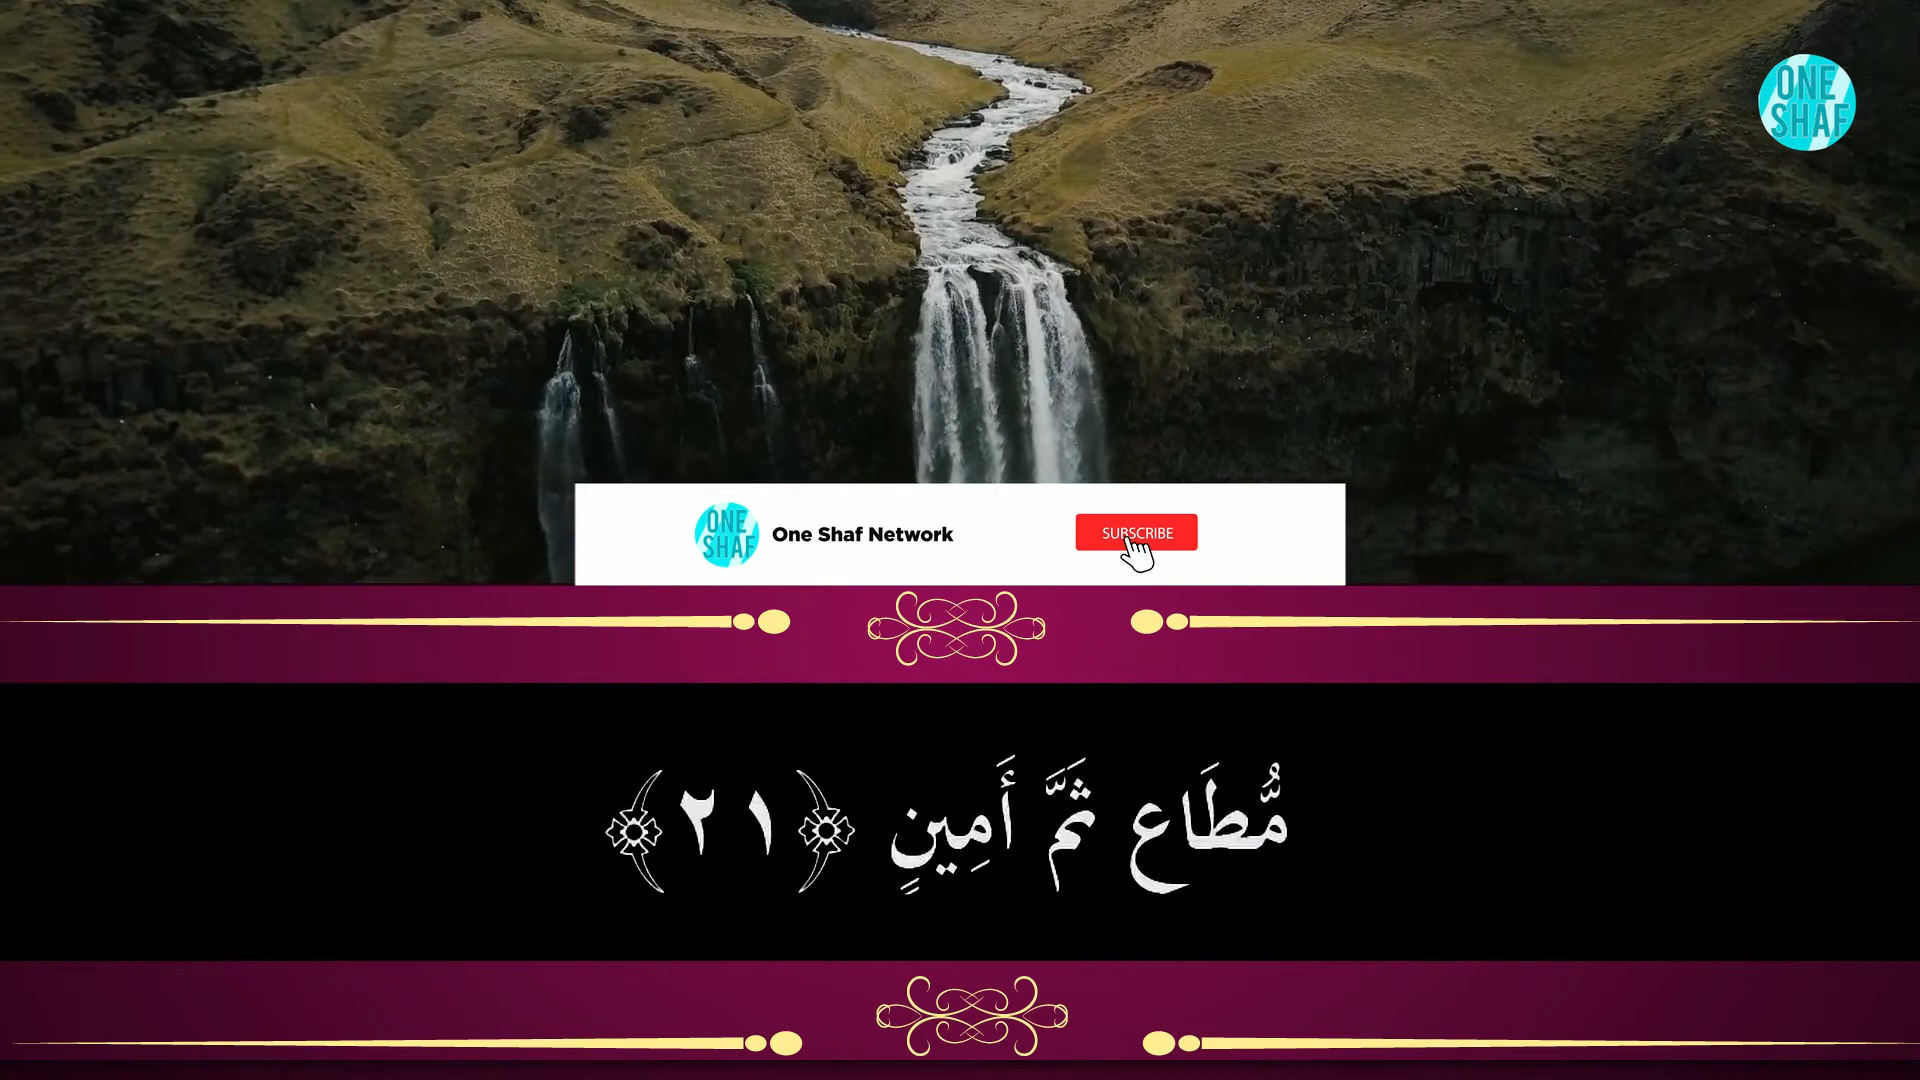 ONE
SHAF
ONE
SHAF
One Shaf Network
SUBSCRIBE
مُّطَاع ثَمَّ أَمِينٍ ﴿٢١﴾